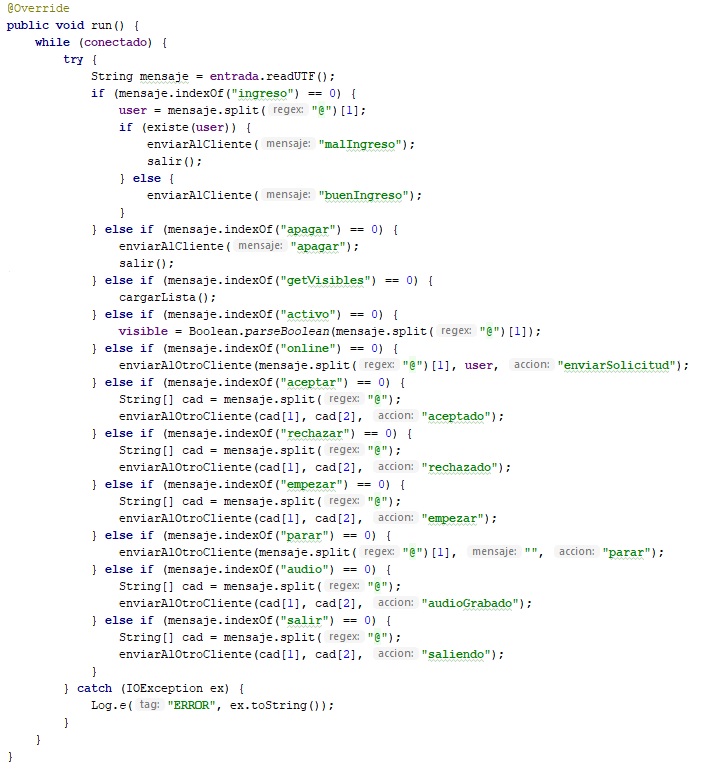 @Override
public void run() {
    while (conectado) {
        try {
            String mensaje = entrada.readUTF();
            if (mensaje.indexOf("ingreso") == 0) {
                user = mensaje.split( regex: "@")[1];
                if (existe(user)) {
                    enviarAlCliente( mensaje: "malIngreso");
                    salir();
                } else {
                    enviarAlCliente( mensaje: "buenIngreso");
                }
            } else if (mensaje.indexOf("apagar") == 0) {
                enviarAlCliente( mensaje: "apagar");
                salir();
            } else if (mensaje.indexOf("getVisibles") == 0) {
                cargarLista();
            } else if (mensaje.indexOf("activo") == 0) {
                visible = Boolean.parseBoolean(mensaje.split( regex: "@")[1]);
            } else if (mensaje.indexOf("online") == 0) {
                enviarAlOtroCliente(mensaje.split( regex: "@")[1], user, accion: "enviarSolicitud");
            } else if (mensaje.indexOf("aceptar") == 0) {
                String[] cad = mensaje.split( regex: "@");
                enviarAlOtroCliente(cad[1], cad[2], accion: "aceptado");
            } else if (mensaje.indexOf("rechazar") == 0) {
                String[] cad = mensaje.split( regex: "@");
                enviarAlOtroCliente(cad[1], cad[2], accion: "rechazado");
            } else if (mensaje.indexOf("empezar") == 0) {
                String[] cad = mensaje.split( regex: "@");
                enviarAlOtroCliente(cad[1], cad[2], accion: "empezar");
            } else if (mensaje.indexOf("parar") == 0) {
                enviarAlOtroCliente(mensaje.split( regex: "@")[1], mensaje: "", accion: "parar");
            } else if (mensaje.indexOf("audio") == 0) {
                String[] cad = mensaje.split( regex: "@");
                enviarAlOtroCliente(cad[1], cad[2], accion: "audioGrabado");
            } else if (mensaje.indexOf("salir") == 0) {
                String[] cad = mensaje.split( regex: "@");
                enviarAlOtroCliente(cad[1], cad[2], accion: "saliendo");
            }
        } catch (IOException ex) {
            Log.e( tag: "ERROR", ex.toString());
        }
    }
}